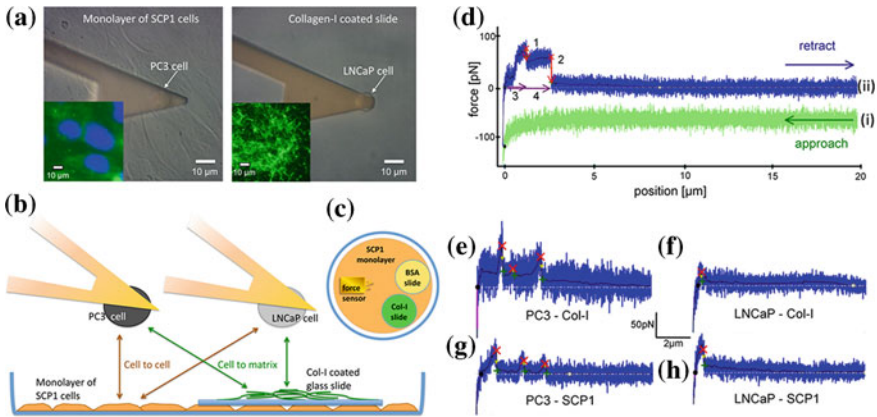 (a)
Monolayer of SCP1 cells
PC3 cell
10 µm
10 µm
Collagen-I coated slide
LNCaP cell
10 µm
10 µm
(b)
PC3 cell
LNCaP cell
Cell to cell
Cell to matrix
Col-I coated
glass slide
Monolayer of
SCP1 cells
(c)
SCP1
monolayer
BSA
slide
force
sensor
Col-I
slide
(d)
force [pN]
100
0
-100
1
2
3
4
retract
(ii)
(i)
approach
0
5
10
15
20
position [µm]
(e)
PC3 - Col-I
(f)
LNCaP - Col-I
50pN
2µm
(g)
PC3 - SCP1
(h)
LNCaP - SCP1